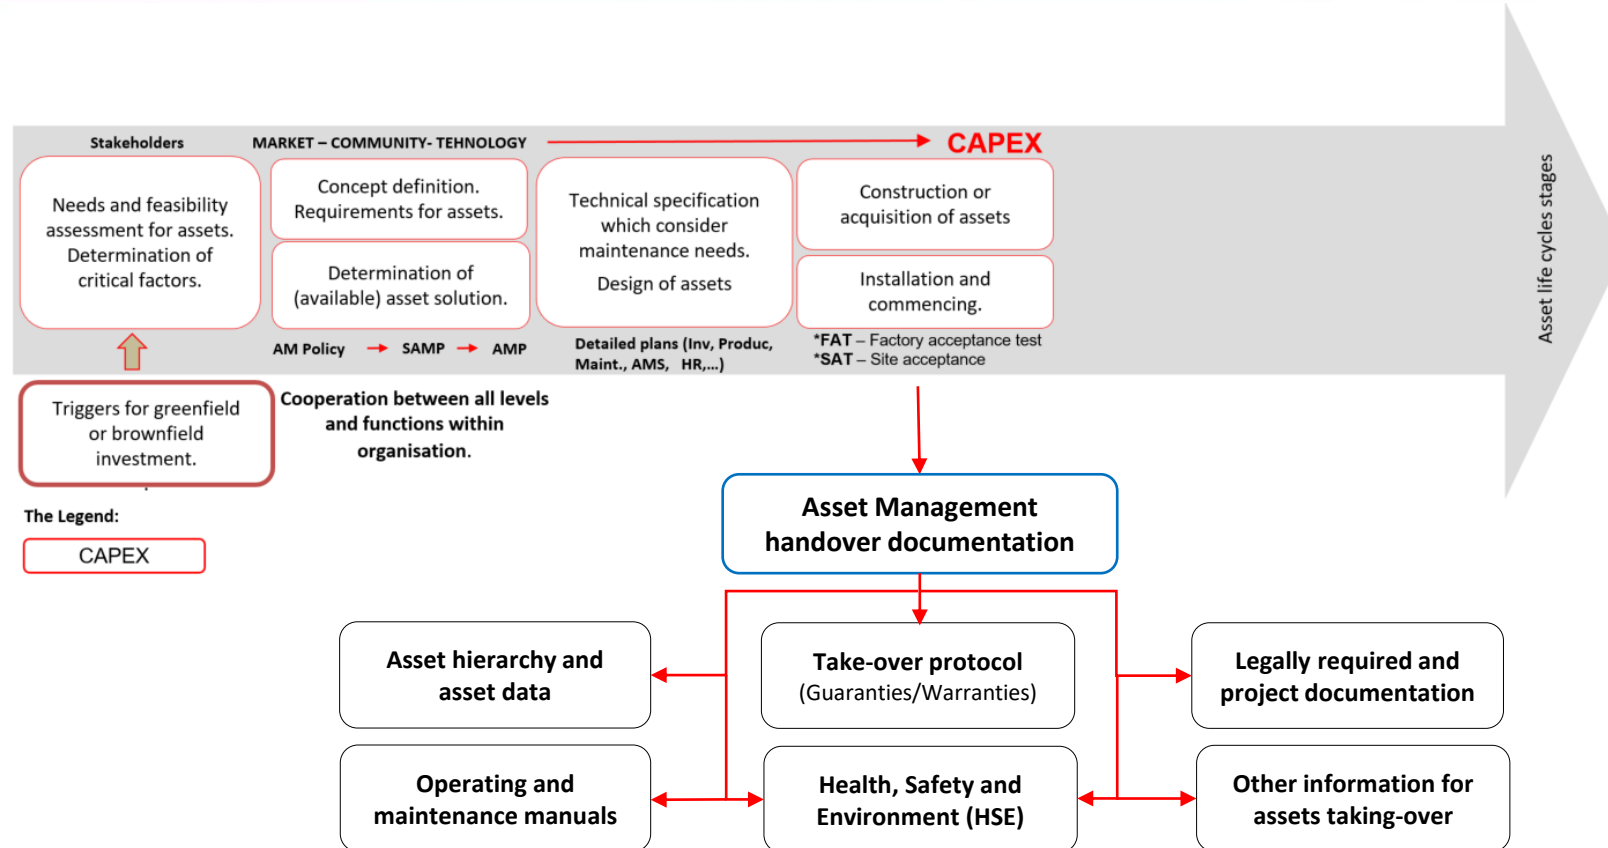 Stakeholders
MARKET – COMMUNITY- TEHNOLOGY
CAPEX
Needs and feasibility
assessment for assets.
Determination of
critical factors.
Concept definition.
Requirements for assets.
Determination of
(available) asset solution.
Technical specification
which consider
maintenance needs.
Design of assets
Construction or
acquisition of assets
Installation and
commencing.
AM Policy
SAMP
AMP
Detailed plans (Inv, Produc,
Maint., AMS, HR,...)
*FAT – Factory acceptance test
*SAT – Site acceptance
Asset life cycles stages
Triggers for greenfield
or brownfield
investment.
Cooperation between all levels
and functions within
organisation.
The Legend:
CAPEX
Asset Management
handover documentation
Asset hierarchy and
asset data
Take-over protocol
(Guaranties/Warranties)
Legally required and
project documentation
Operating and
maintenance manuals
Health, Safety and
Environment (HSE)
Other information for
assets taking-over